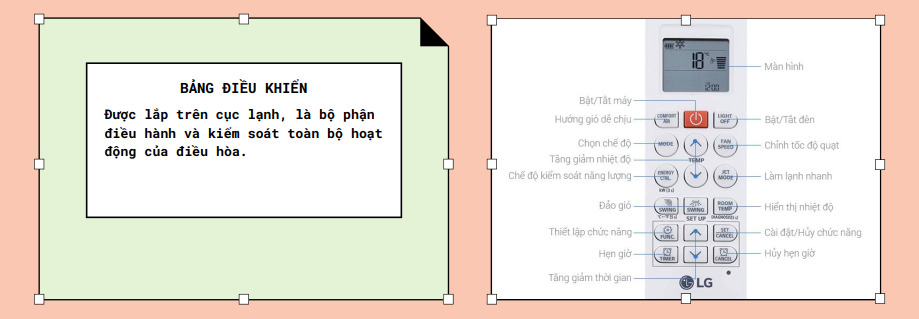 BẢNG ĐIỀU KHIỂN
Được lắp trên cục lạnh, là bộ phận
điều hành và kiểm soát toàn bộ hoạt
động của điều hòa.
18°c
12:00
Màn hình
Bật/Tắt máy
Hướng gió dễ chịu
COMFORT
AIR
LIGHT
OFF
Bật/Tắt đèn
Chọn chế độ
MODE
FAN
SPEED
Chỉnh tốc độ quạt
Tăng giảm nhiệt độ
TEMP
Chế độ kiểm soát năng lượng
ENERGY
CTRL
kW [3 s]
JET
MODE
Làm lạnh nhanh
Đảo gió
SWING
SWING
ROOM
TEMP
Hiển thị nhiệt độ
SET UP
Thiết lập chức năng
FUNC.
SET
CANCEL
Cài đặt/Hủy chức năng
Hẹn giờ
TIMER
CANCEL
Hủy hẹn giờ
Tăng giảm thời gian
LG